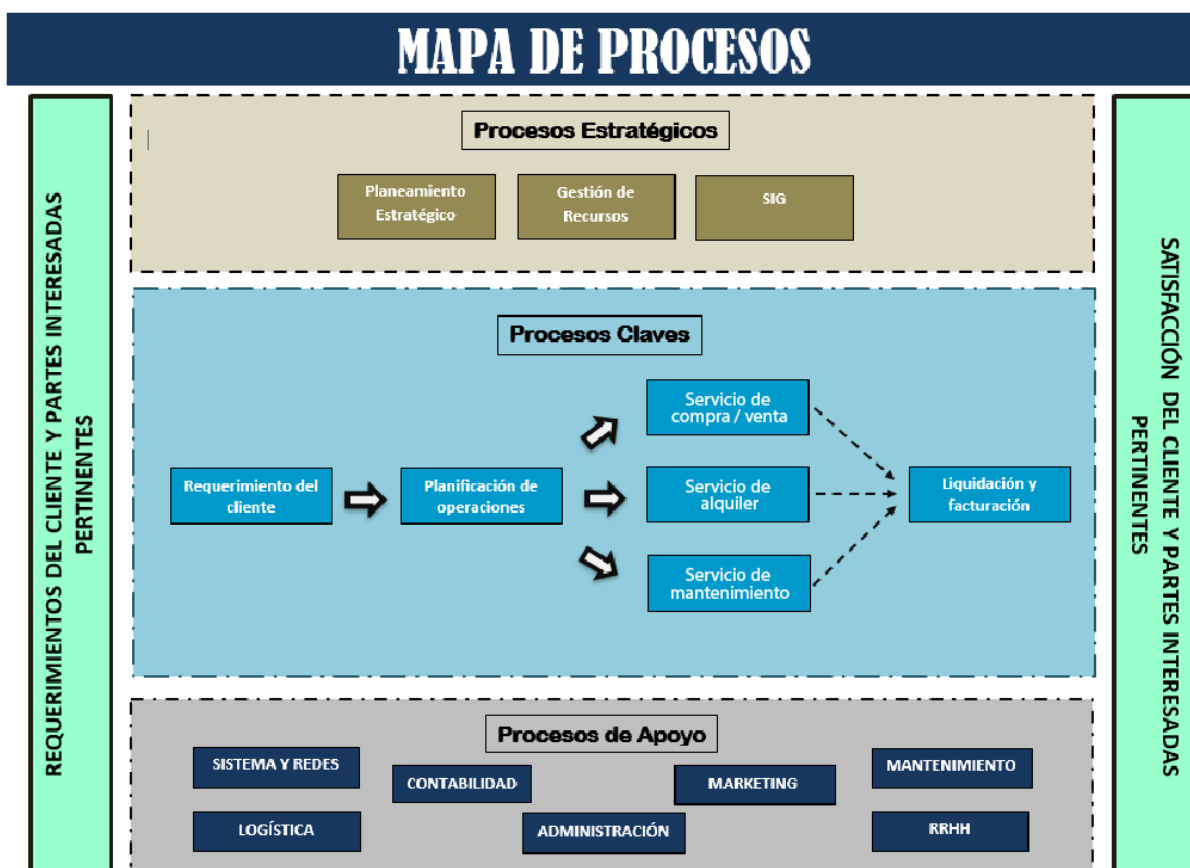 MAPA DE PROCESOS
REQUERIMIENTOS DEL CLIENTE Y PARTES INTERESADAS
PERTINENTES
Procesos Estratégicos
Planeamiento
Estratégico
Gestión de
Recursos
SIG
Procesos Claves
Requerimiento del
cliente
Planificación de
operaciones
Servicio de
compra / venta
Servicio de
alquiler
Servicio de
mantenimiento
Liquidación y
facturación
Procesos de Apoyo
SISTEMA Y REDES
CONTABILIDAD
MARKETING
MANTENIMIENTO
LOGÍSTICA
ADMINISTRACIÓN
RRHH
SATISFACCIÓN DEL CLIENTE Y PARTES INTERESADAS
PERTINENTES